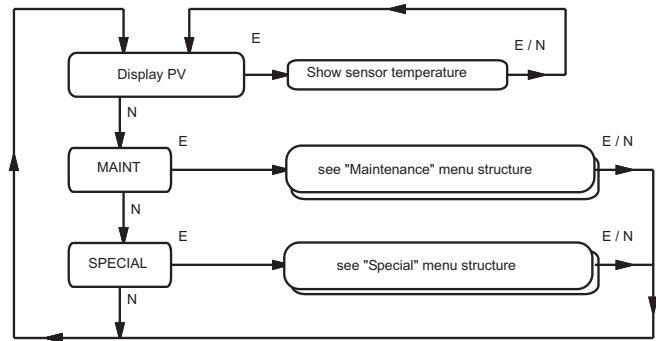 E
E / N
Display PV
Show sensor temperature
N
E
E / N
MAINT
see "Maintenance" menu structure
N
E
E / N
SPECIAL
see "Special" menu structure
N